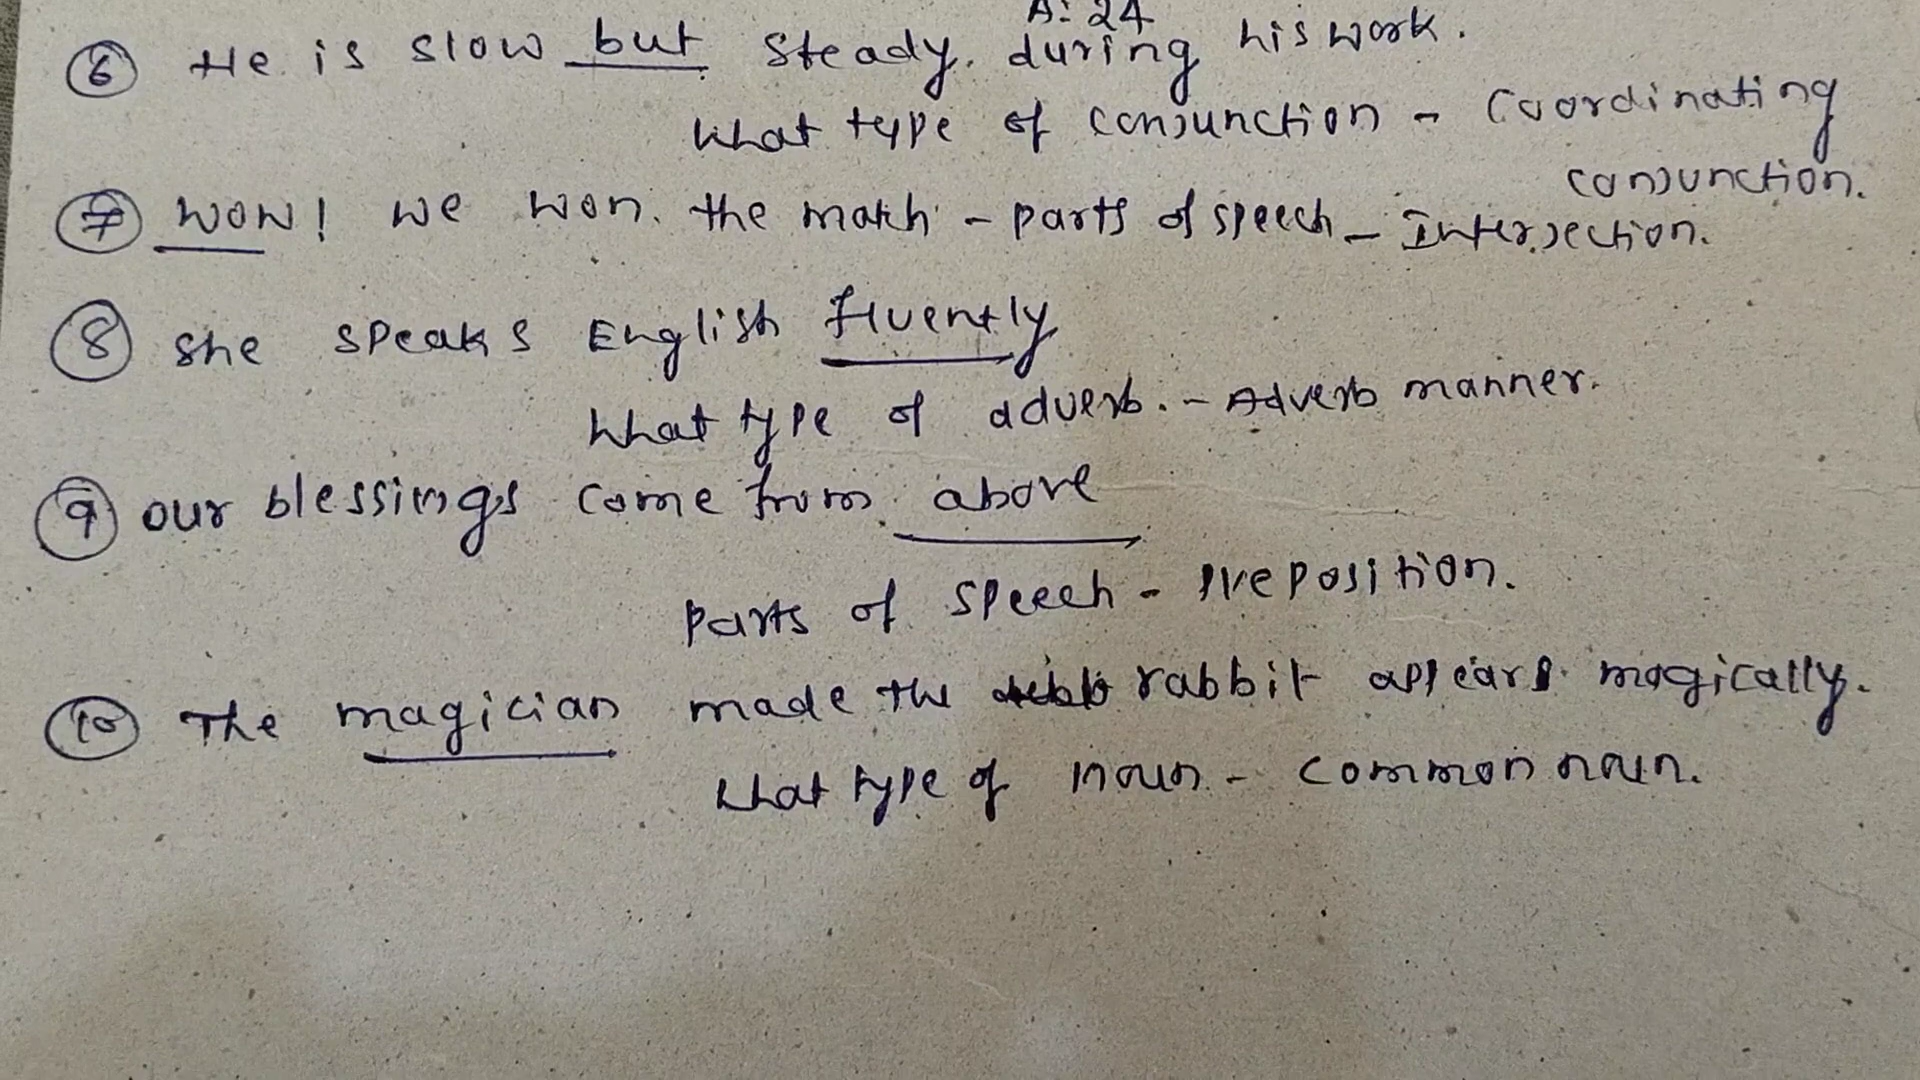 A: 24
⑥ He is slow but steady. during his work.
What type of conjunction - Coordinating
conjunction.
⑦ WOW! We won. the match - parts of speech - Interjection.
⑧ She speaks English fluently
What type of adverb. - Adverb manner.
⑨ our blessings come from above
parts of speech - preposition.
⑩ The magician made the rabbit appears magically.
What type of noun - common noun.